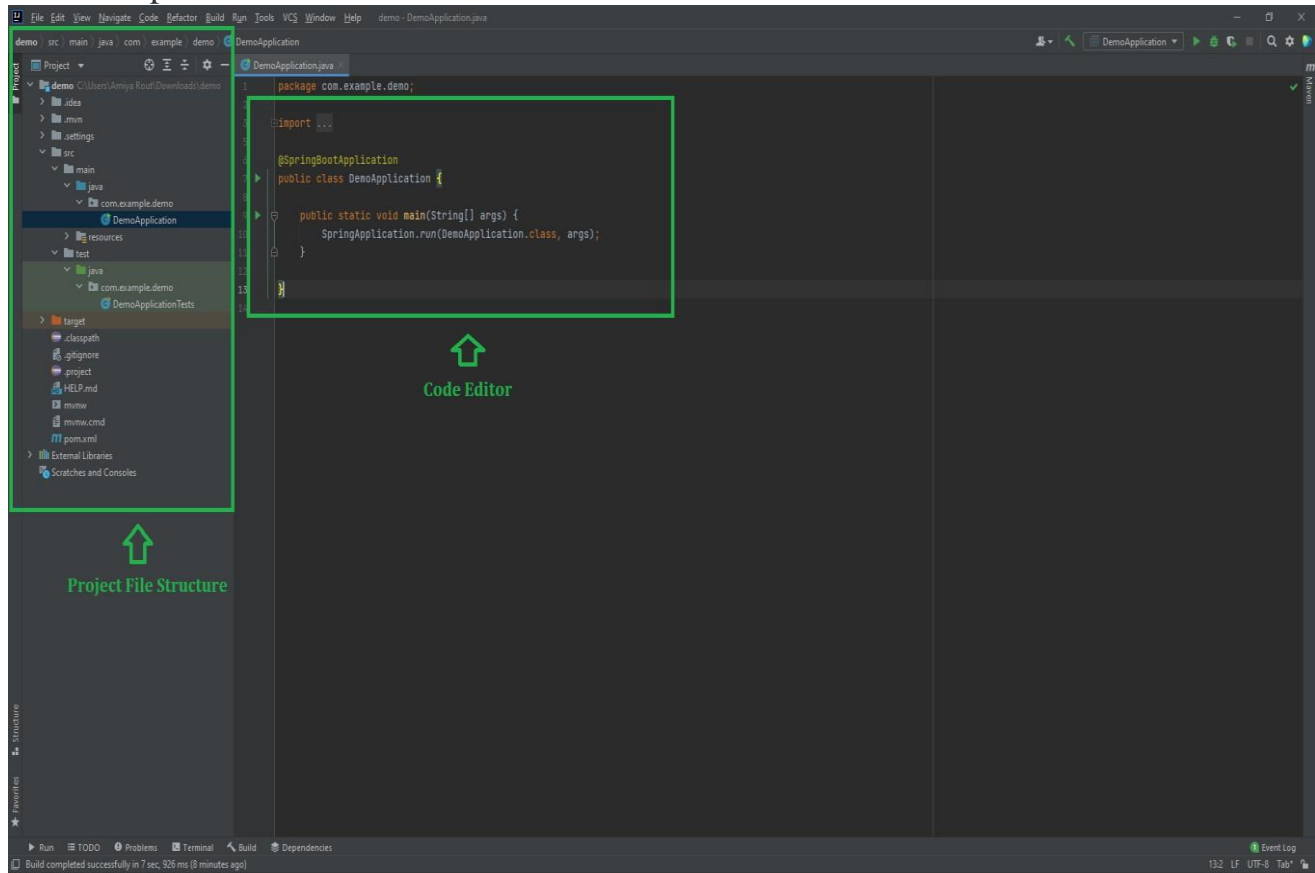 File Edit View Navigate Code Refactor Build Run Tools VCS Window Help demo - DemoApplication.java
demo src main java com example demo DemoApplication
DemoApplication
Project
DemoApplication.java
Project
Maven
demo C:\Users\Amiya Rout\Downloads\demo
.idea
.mvn
.settings
src
main
java
com.example.demo
DemoApplication
resources
test
java
com.example.demo
DemoApplicationTests
target
.classpath
.gitignore
.project
HELP.md
mvnw
mvnw.cmd
pom.xml
External Libraries
Scratches and Consoles
1 package com.example.demo;
2
3 import ...
5
6 @SpringBootApplication
7 public class DemoApplication {
8
9 public static void main(String[] args) {
10 SpringApplication.run(DemoApplication.class, args);
11 }
12
13 }
14
Code Editor
Project File Structure
Structure
Favorites
Run TODO Problems Terminal Build Dependencies
1 Event Log
Build completed successfully in 7 sec, 926 ms (8 minutes ago)
13:2 LF UTF-8 Tab*